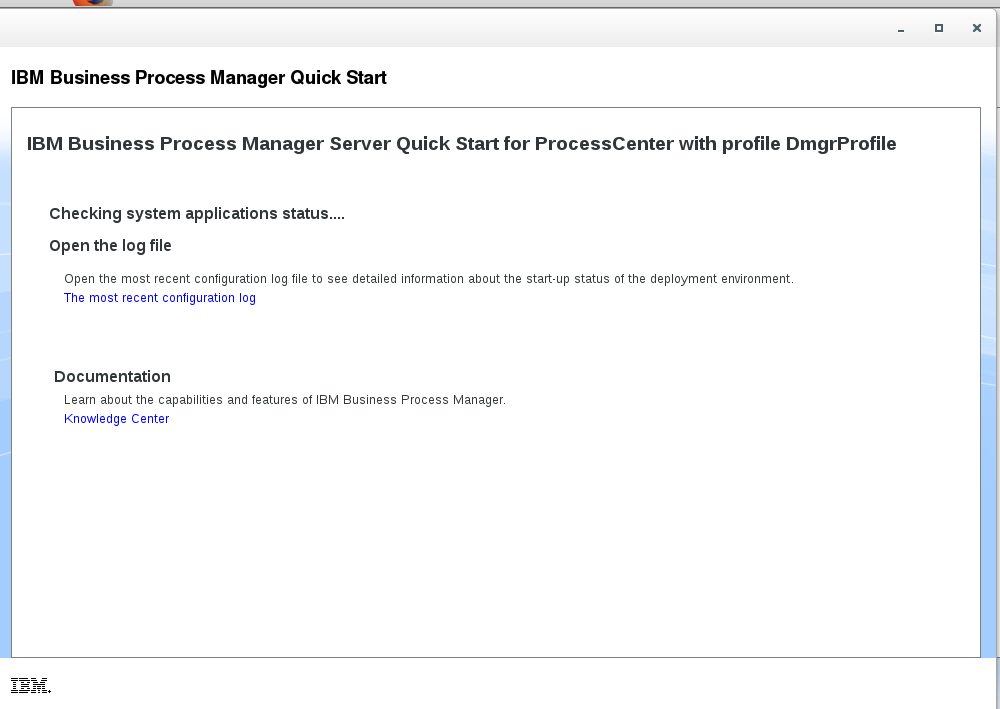 IBM Business Process Manager Quick Start
IBM Business Process Manager Server Quick Start for ProcessCenter with profile DmgrProfile
Checking system applications status....
Open the log file
Open the most recent configuration log file to see detailed information about the start-up status of the deployment environment.
The most recent configuration log
Documentation
Learn about the capabilities and features of IBM Business Process Manager.
Knowledge Center
IBM.